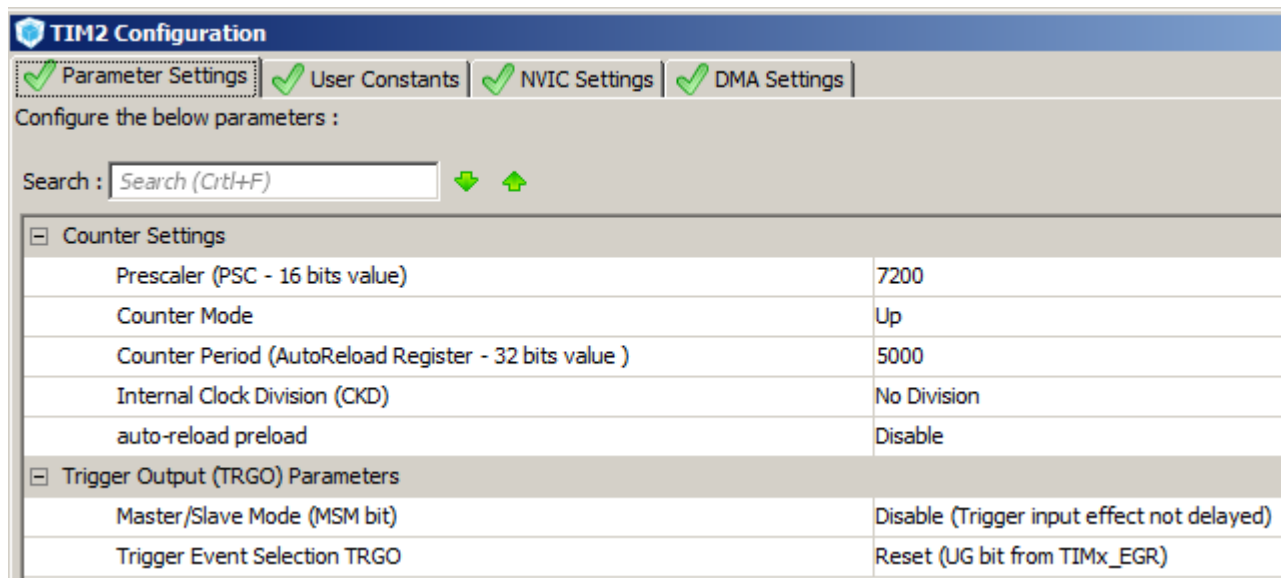 TIM2 Configuration
Parameter Settings User Constants NVIC Settings DMA Settings
Configure the below parameters :
Search : Search (Crtl+F)
Counter Settings
Prescaler (PSC - 16 bits value) 7200
Counter Mode Up
Counter Period (AutoReload Register - 32 bits value ) 5000
Internal Clock Division (CKD) No Division
auto-reload preload Disable
Trigger Output (TRGO) Parameters
Master/Slave Mode (MSM bit) Disable (Trigger input effect not delayed)
Trigger Event Selection TRGO Reset (UG bit from TIMx_EGR)